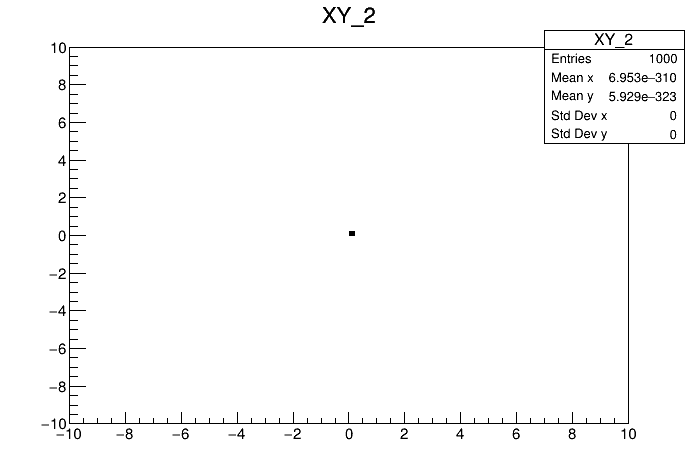 XY_2
XY_2
Entries 1000
Mean x 6.953e−310
Mean y 5.929e−323
Std Dev x 0
Std Dev y 0
10
8
6
4
2
0
−2
−4
−6
−8
−10
−10 −8 −6 −4 −2 0 2 4 6 8 10